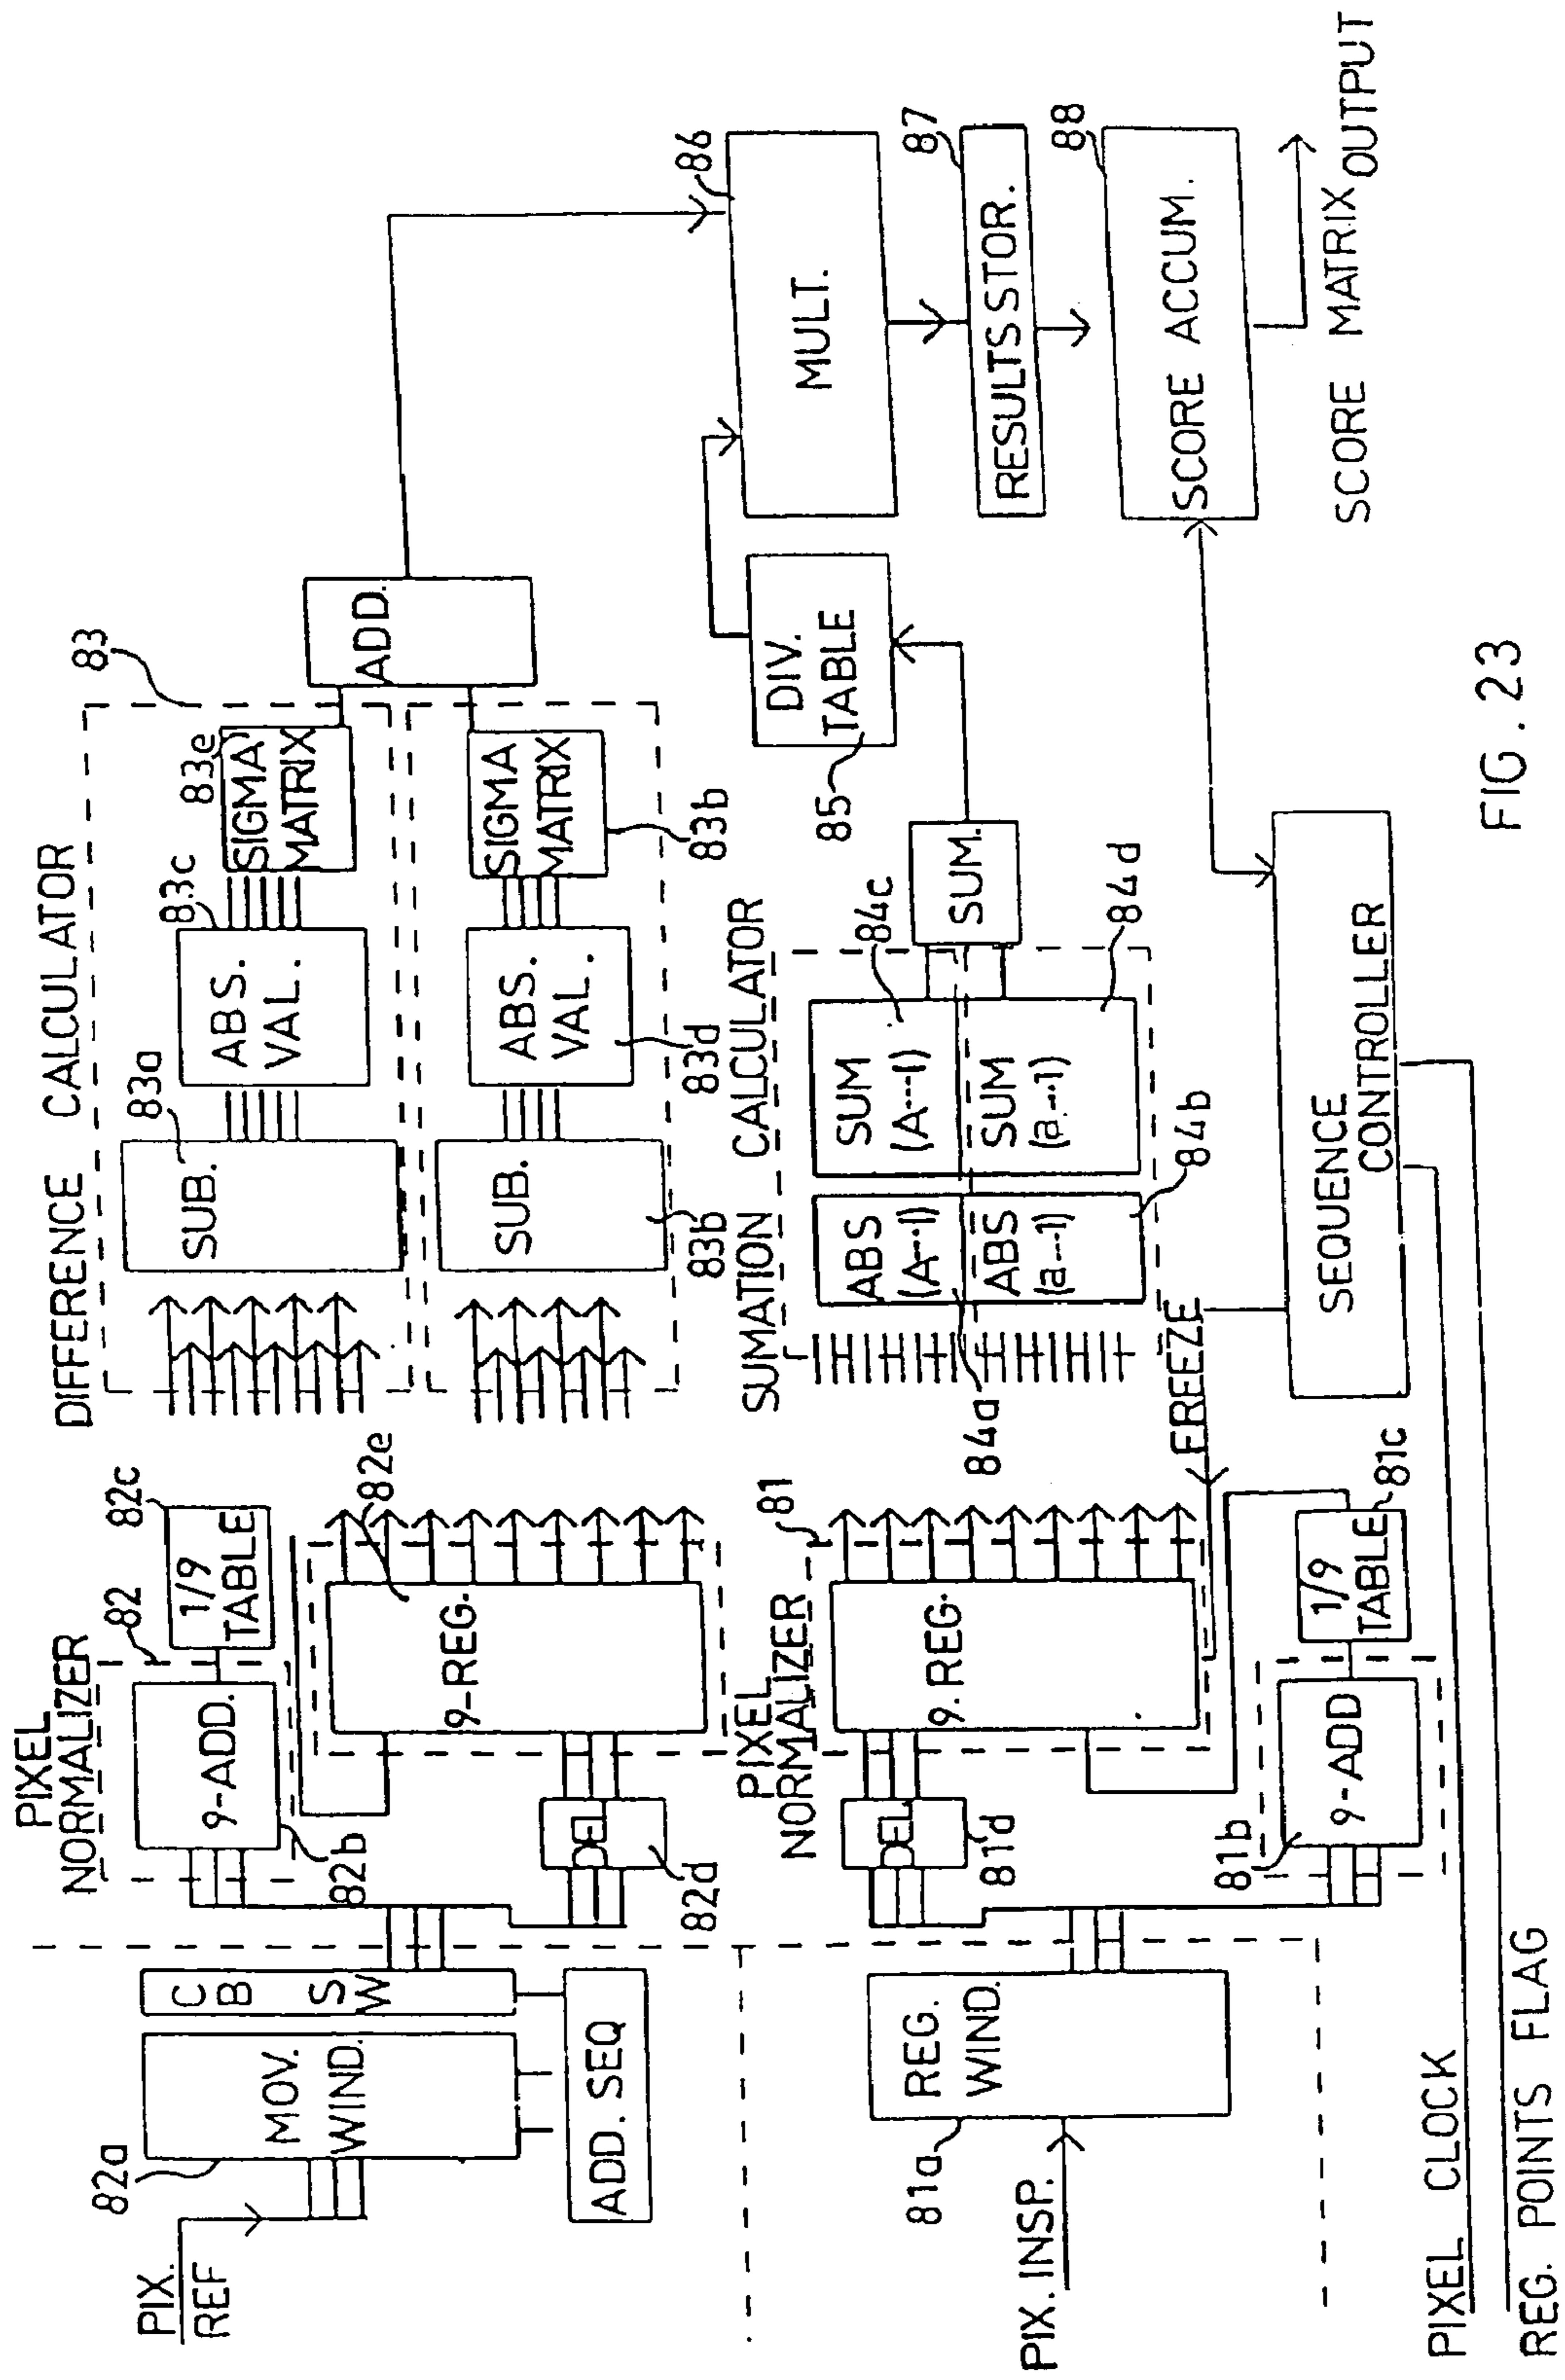 PIX.
REF
82a
MOV.
WIND.
C
B
S
W
ADD. SEQ
PIXEL
NORMALIZER
82
9-ADD.
82b
82c
1/9
TABLE
DEL
82d
9-REG.
82e
DIFFERENCE CALCULATOR
83
83a
SUB.
83c
ABS.
VAL.
83e
SIGMA
MATRIX
SUB.
83b
ABS.
VAL.
83d
SIGMA
MATRIX
83b
ADD.
PIX. INSP.
81a
REG.
WIND.
PIXEL
NORMALIZER
81
DEL
81d
9.REG.
81b
9-ADD
1/9
TABLE
81c
SUMATION CALCULATOR
84a
ABS
(A---I)
ABS
(a---1)
84b
SUM
(A---I)
SUM
(a---1)
84c
84d
SUM.
85
DIV.
TABLE
86
MULT.
87
RESULTS STOR.
88
SCORE ACCUM.
SCORE MATRIX OUTPUT
FREEZE
SEQUENCE
CONTROLLER
PIXEL CLOCK
REG. POINTS FLAG
FIG. 23